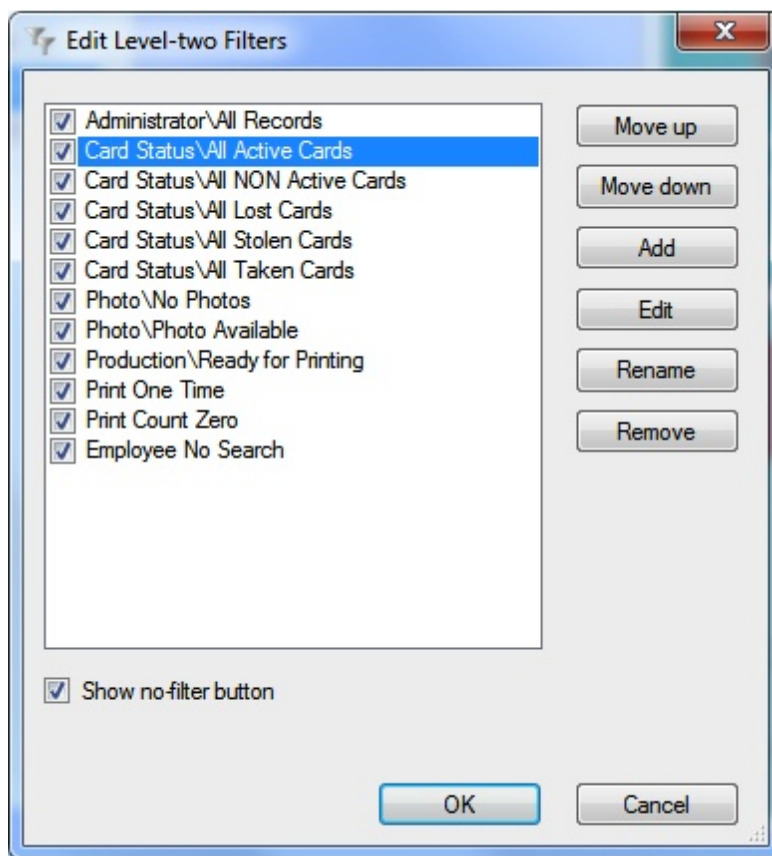 Edit Level-two Filters
X
Administrator\All Records
Card Status\All Active Cards
Card Status\All NON Active Cards
Card Status\All Lost Cards
Card Status\All Stolen Cards
Card Status\All Taken Cards
Photo\No Photos
Photo\Photo Available
Production\Ready for Printing
Print One Time
Print Count Zero
Employee No Search
Move up
Move down
Add
Edit
Rename
Remove
Show no-filter button
OK
Cancel